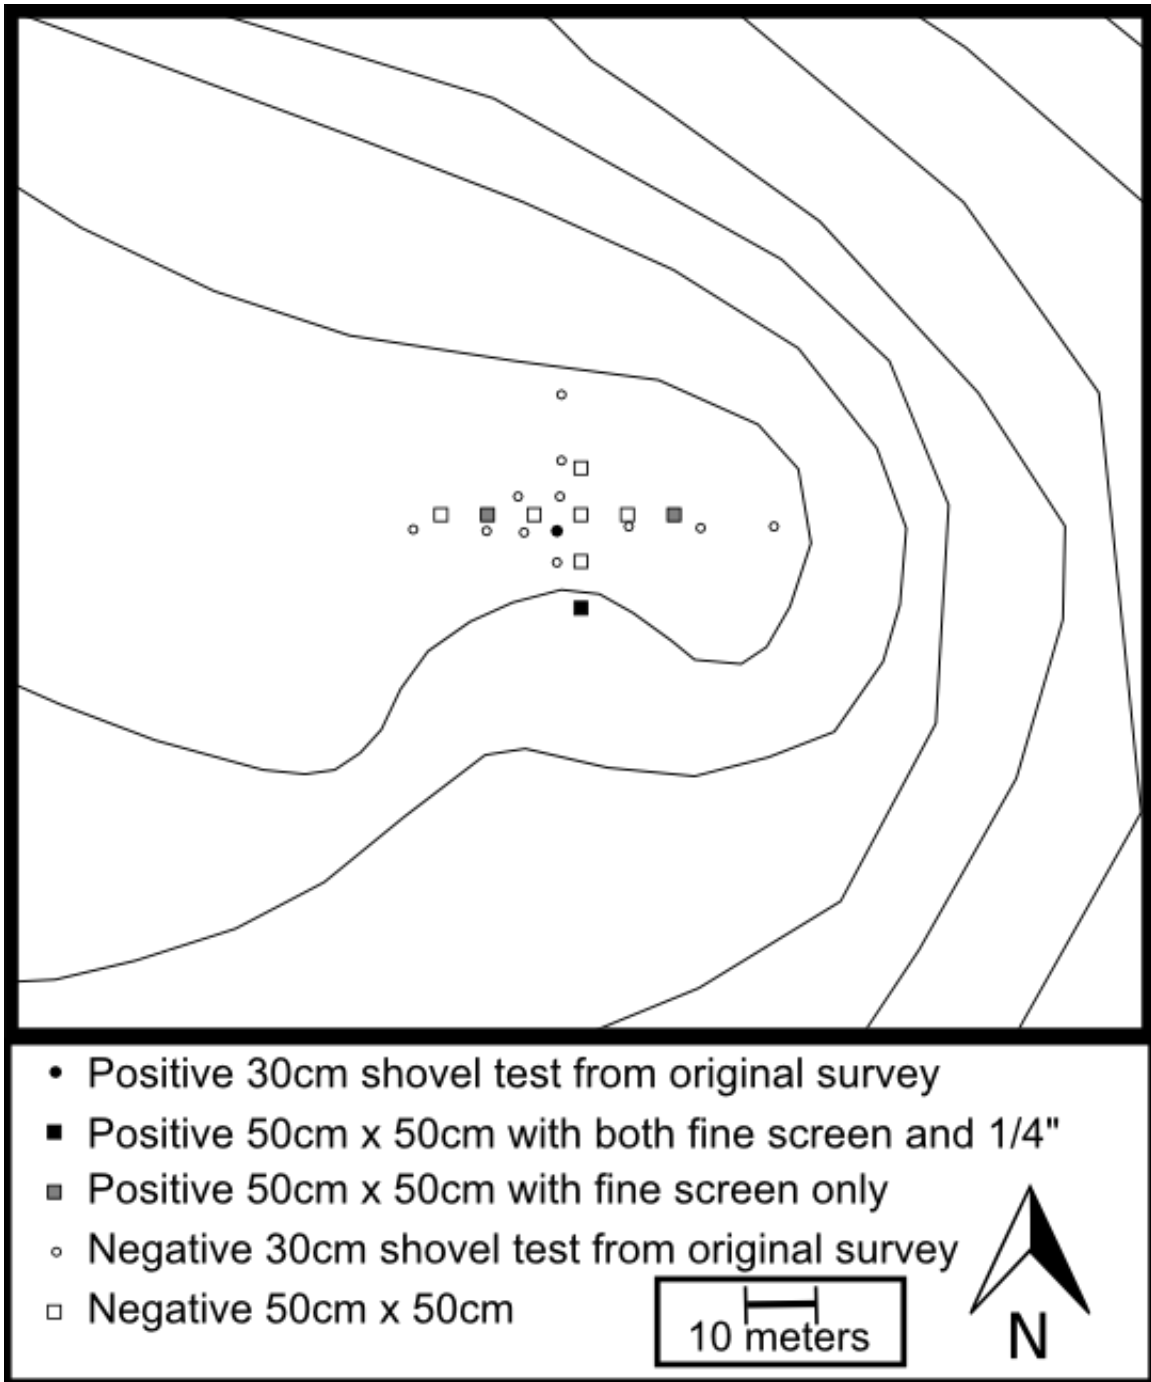 Positive 30cm shovel test from original survey
Positive 50cm x 50cm with both fine screen and 1/4"
Positive 50cm x 50cm with fine screen only
Negative 30cm shovel test from original survey
Negative 50cm x 50cm
10 meters
N